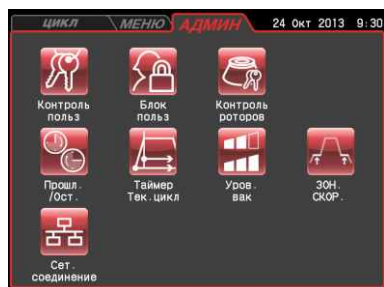 ЦИКЛ МЕНЮ АДМИН 24 Окт 2013 9:30
Контроль польз
Блок польз
Контроль роторов
Прошл. /Ост.
Таймер Тек.цикл
Уров. вак
ЗОН. СКОР.
Сет. соединение